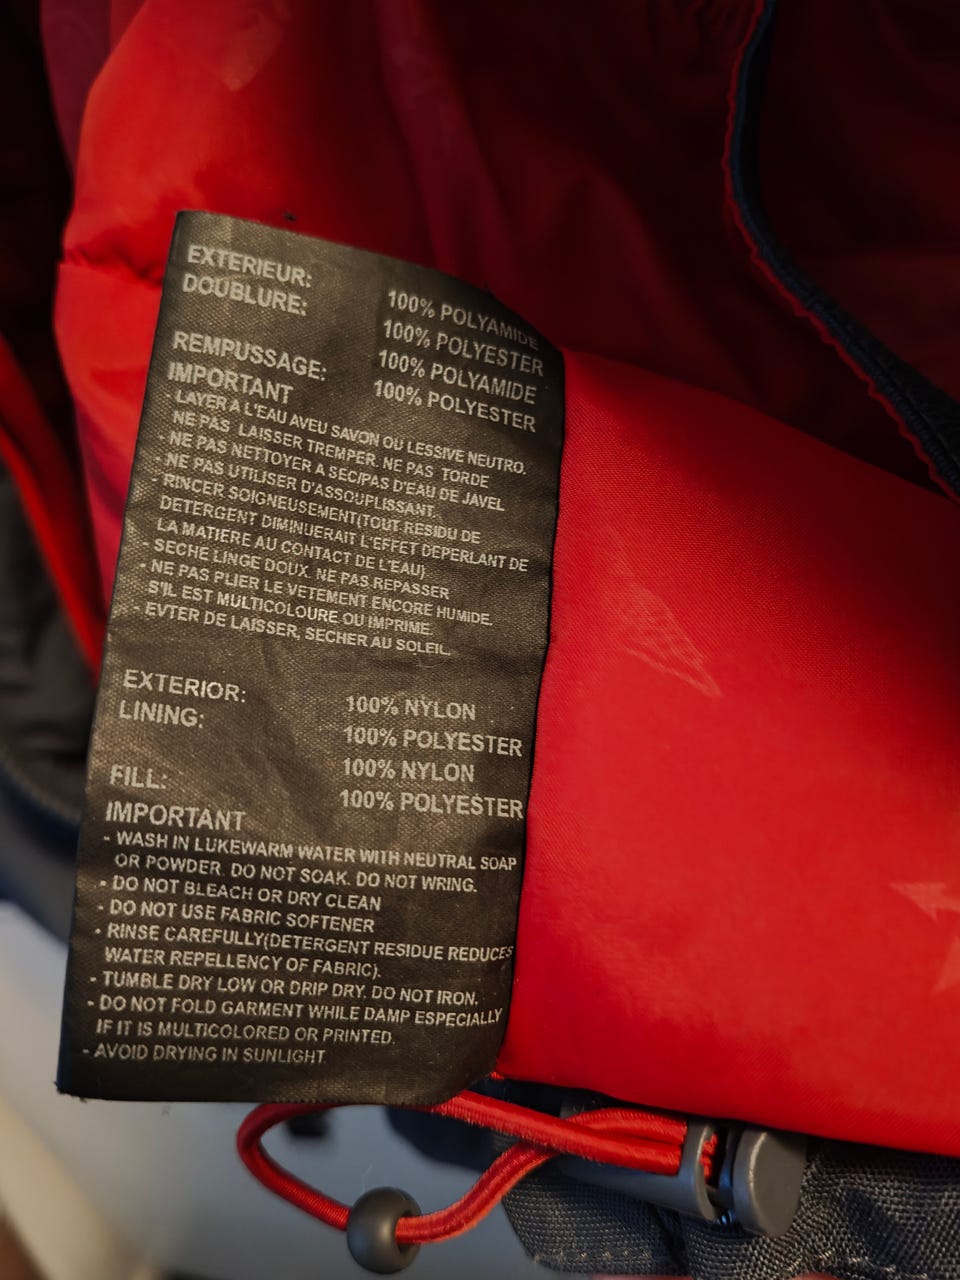 EXTERIEUR: 100% POLYAMIDE
DOUBLURE: 100% POLYESTER
100% POLYAMIDE
REMPUSSAGE: 100% POLYESTER
IMPORTANT
LAYER A L'EAU AVEU SAVON OU LESSIVE NEUTRO.
NE PAS LAISSER TREMPER. NE PAS TORDE
- NE PAS NETTOYER A SEC/PAS D'EAU DE JAVEL
- NE PAS UTILISER D'ASSOUPLISSANT.
- RINCER SOIGNEUSEMENT(TOUT RESIDU DE
DETERGENT DIMINUERAIT L'EFFET DEPERLANT DE
LA MATIERE AU CONTACT DE L'EAU)
- SECHE LINGE DOUX. NE PAS REPASSER
- NE PAS PLIER LE VETEMENT ENCORE HUMIDE.
S'IL EST MULTICOLOURE OU IMPRIME.
- EVTER DE LAISSER, SECHER AU SOLEIL.
EXTERIOR: 100% NYLON
LINING: 100% POLYESTER
100% NYLON
FILL: 100% POLYESTER
IMPORTANT
- WASH IN LUKEWARM WATER WITH NEUTRAL SOAP
OR POWDER. DO NOT SOAK. DO NOT WRING.
- DO NOT BLEACH OR DRY CLEAN
- DO NOT USE FABRIC SOFTENER
- RINSE CAREFULLY(DETERGENT RESIDUE REDUCES
WATER REPELLENCY OF FABRIC).
- TUMBLE DRY LOW OR DRIP DRY. DO NOT IRON.
- DO NOT FOLD GARMENT WHILE DAMP ESPECIALLY
IF IT IS MULTICOLORED OR PRINTED.
- AVOID DRYING IN SUNLIGHT